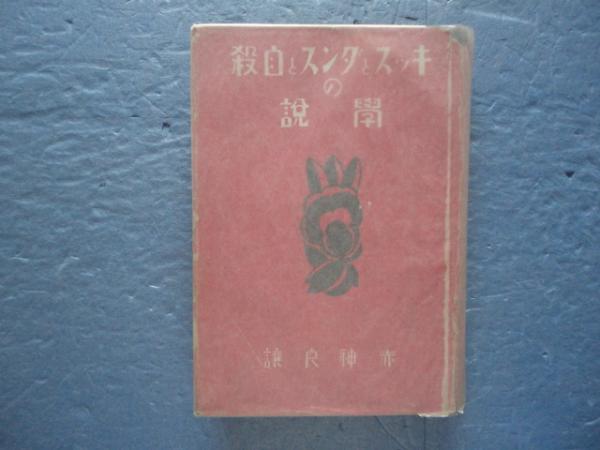 キッスとダンスと自殺
の
學說
赤神良讓